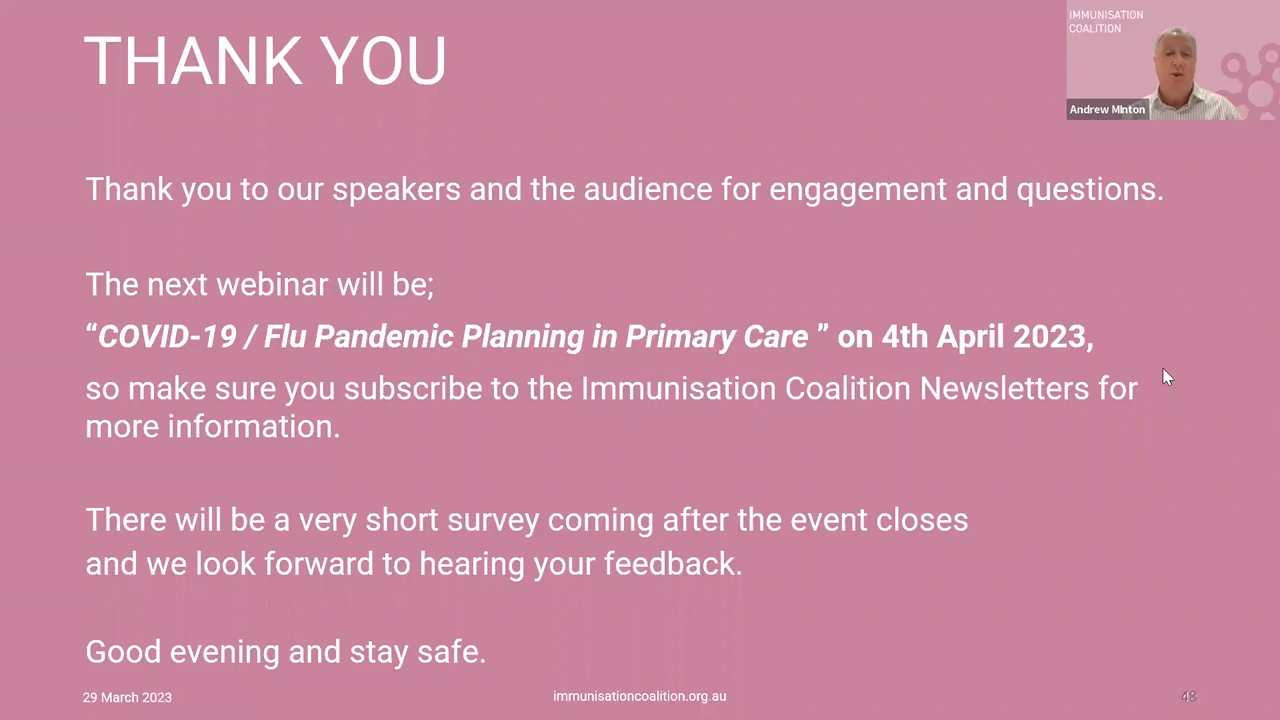 THANK YOU
IMMUNISATION
COALITION
Andrew Minton
Thank you to our speakers and the audience for engagement and questions.
The next webinar will be;
“COVID-19 / Flu Pandemic Planning in Primary Care ” on 4th April 2023,
so make sure you subscribe to the Immunisation Coalition Newsletters for
more information.
There will be a very short survey coming after the event closes
and we look forward to hearing your feedback.
Good evening and stay safe.
29 March 2023
immunisationcoalition.org.au
48